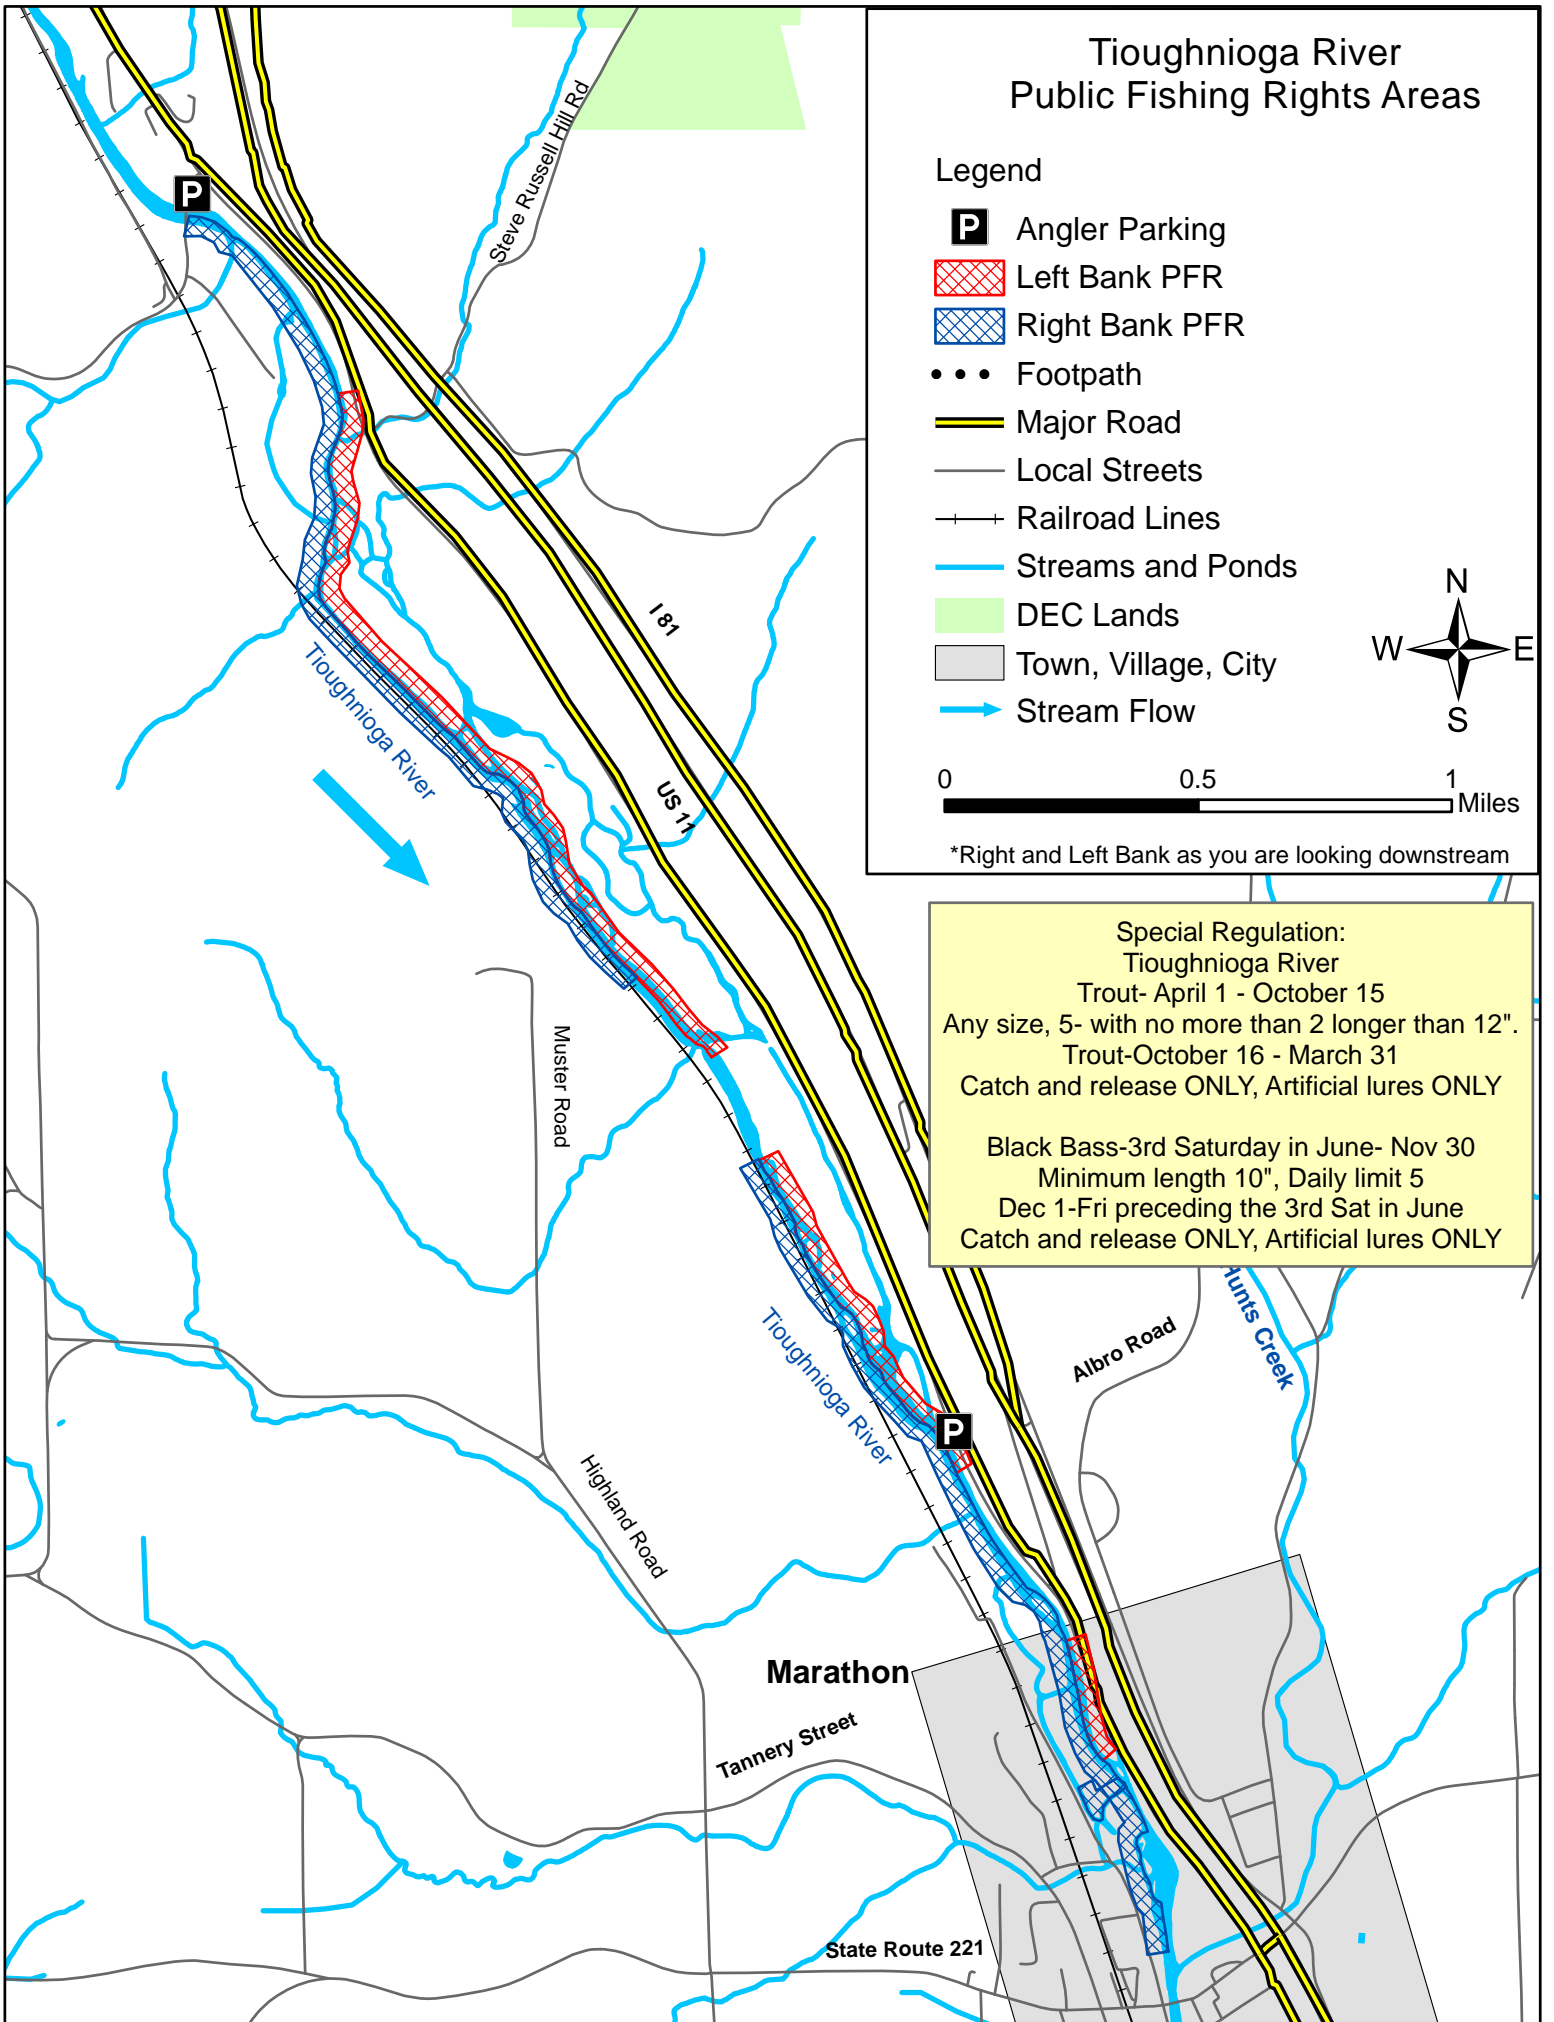 Tioughnioga River
Public Fishing Rights Areas
Legend
P Angler Parking
Left Bank PFR
Right Bank PFR
Footpath
Major Road
Local Streets
Railroad Lines
Streams and Ponds
DEC Lands
Town, Village, City
Stream Flow
N
W E
S
0 0.5 1
Miles
*Right and Left Bank as you are looking downstream
Special Regulation:
Tioughnioga River
Trout- April 1 - October 15
Any size, 5- with no more than 2 longer than 12".
Trout-October 16 - March 31
Catch and release ONLY, Artificial lures ONLY
Black Bass-3rd Saturday in June- Nov 30
Minimum length 10", Daily limit 5
Dec 1-Fri preceding the 3rd Sat in June
Catch and release ONLY, Artificial lures ONLY
P
Steve Russell Hill Rd
I 81
Tioughnioga River
US 11
Muster Road
Hunts Creek
Albro Road
Tioughnioga River
P
Highland Road
Marathon
Tannery Street
State Route 221